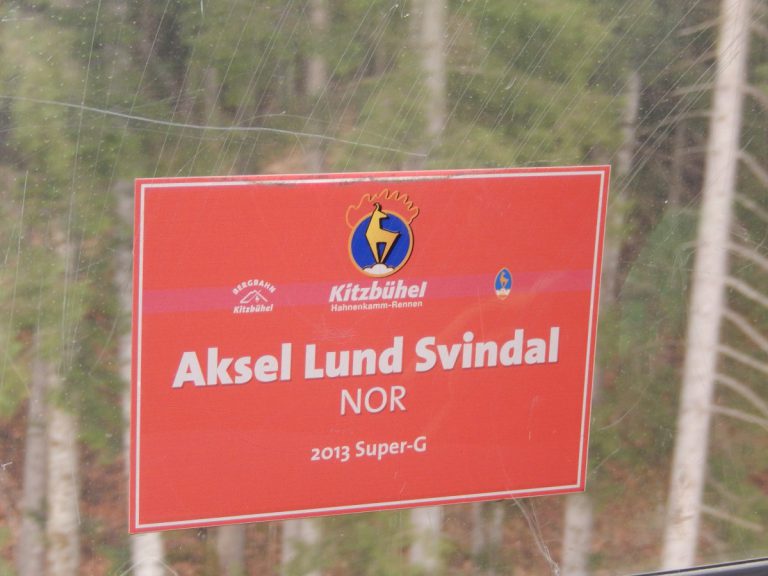 BERGBAHN
Kitzbühel
Kitzbühel
Hahnenkamm-Rennen
Aksel Lund Svindal
NOR
2013 Super-G